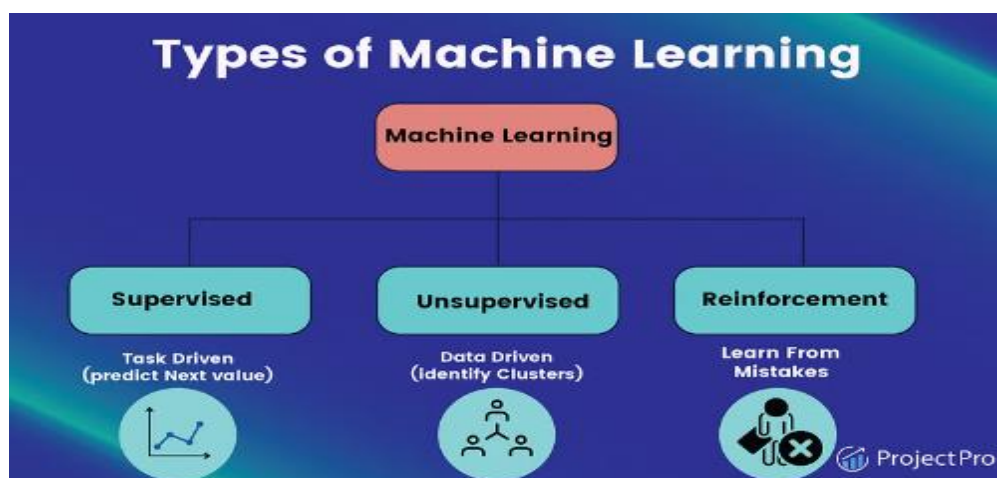 Types of Machine Learning
Machine Learning
Supervised
Unsupervised
Reinforcement
Task Driven
(predict Next value)
Data Driven
(identify Clusters)
Learn From
Mistakes
ProjectPro